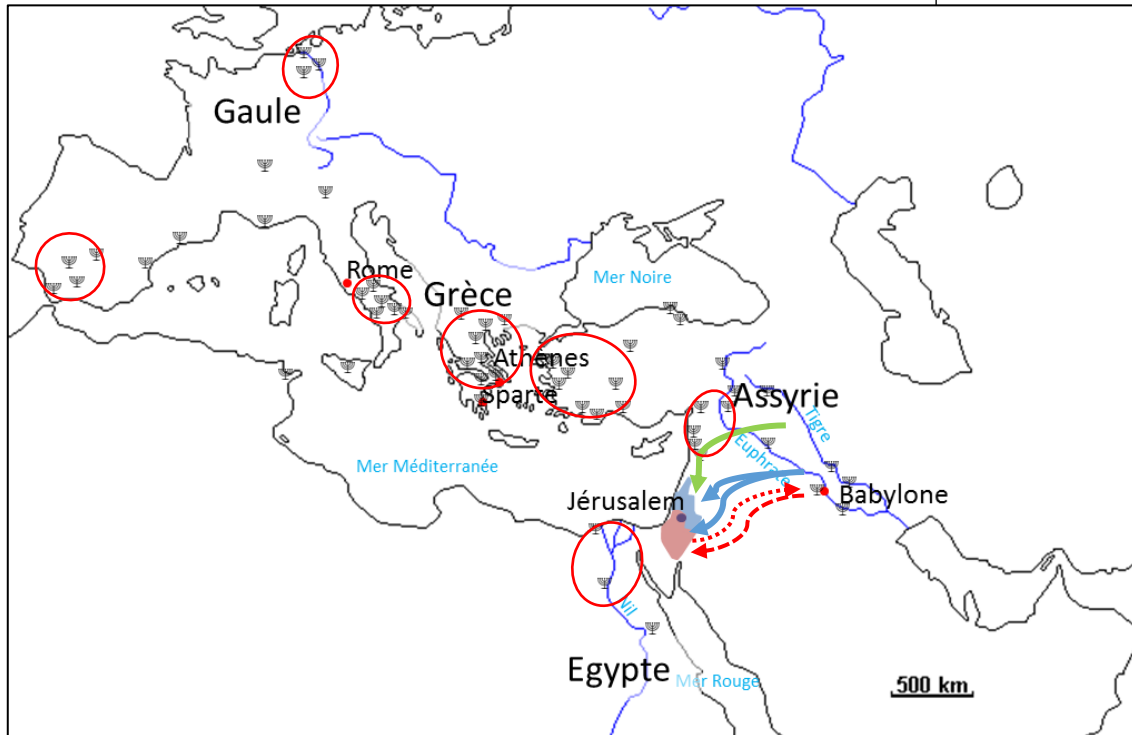 Gaule
Mer Noire
Rome
Grèce
Athènes
Sparte
Assyrie
Tigre
Euphrate
Mer Méditerranée
Jérusalem
Babylone
Nil
Egypte
Mer Rouge
500 km